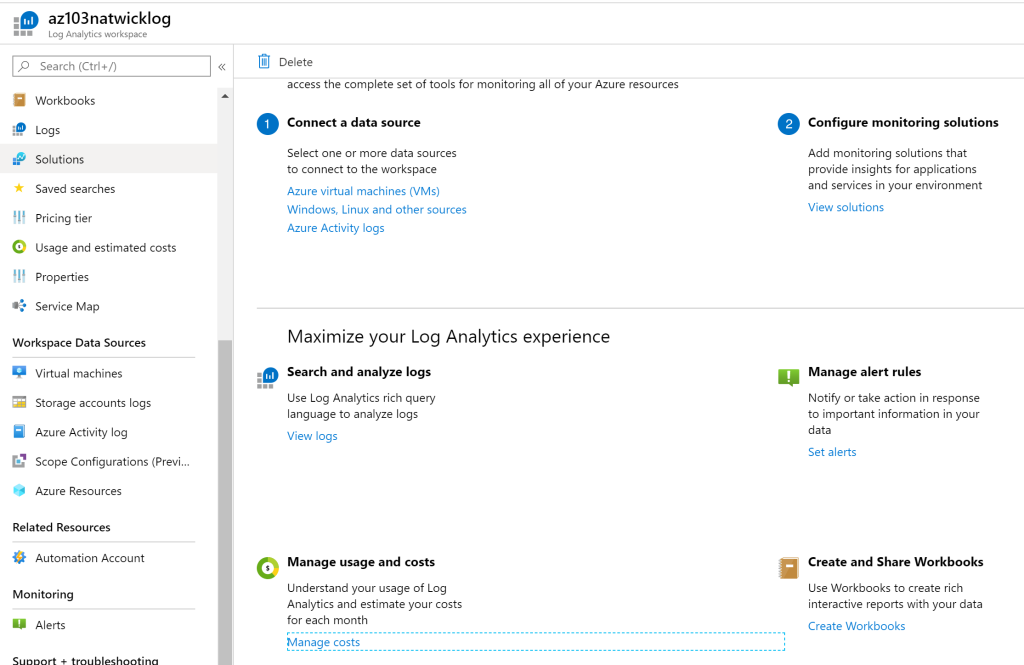 az103natwicklog
Log Analytics workspace
Search (Ctrl+/)
«
Workbooks
Logs
Solutions
Saved searches
Pricing tier
Usage and estimated costs
Properties
Service Map
Workspace Data Sources
Virtual machines
Storage accounts logs
Azure Activity log
Scope Configurations (Previ...
Azure Resources
Related Resources
Automation Account
Monitoring
Alerts
Support + troubleshooting
Delete
access the complete set of tools for monitoring all of your Azure resources
1
Connect a data source
Select one or more data sources
to connect to the workspace
Azure virtual machines (VMs)
Windows, Linux and other sources
Azure Activity logs
2
Configure monitoring solutions
Add monitoring solutions that
provide insights for applications
and services in your environment
View solutions
Maximize your Log Analytics experience
Search and analyze logs
Use Log Analytics rich query
language to analyze logs
View logs
Manage alert rules
Notify or take action in response
to important information in your
data
Set alerts
Manage usage and costs
Understand your usage of Log
Analytics and estimate your costs
for each month
Manage costs
Create and Share Workbooks
Use Workbooks to create rich
interactive reports with your data
Create Workbooks